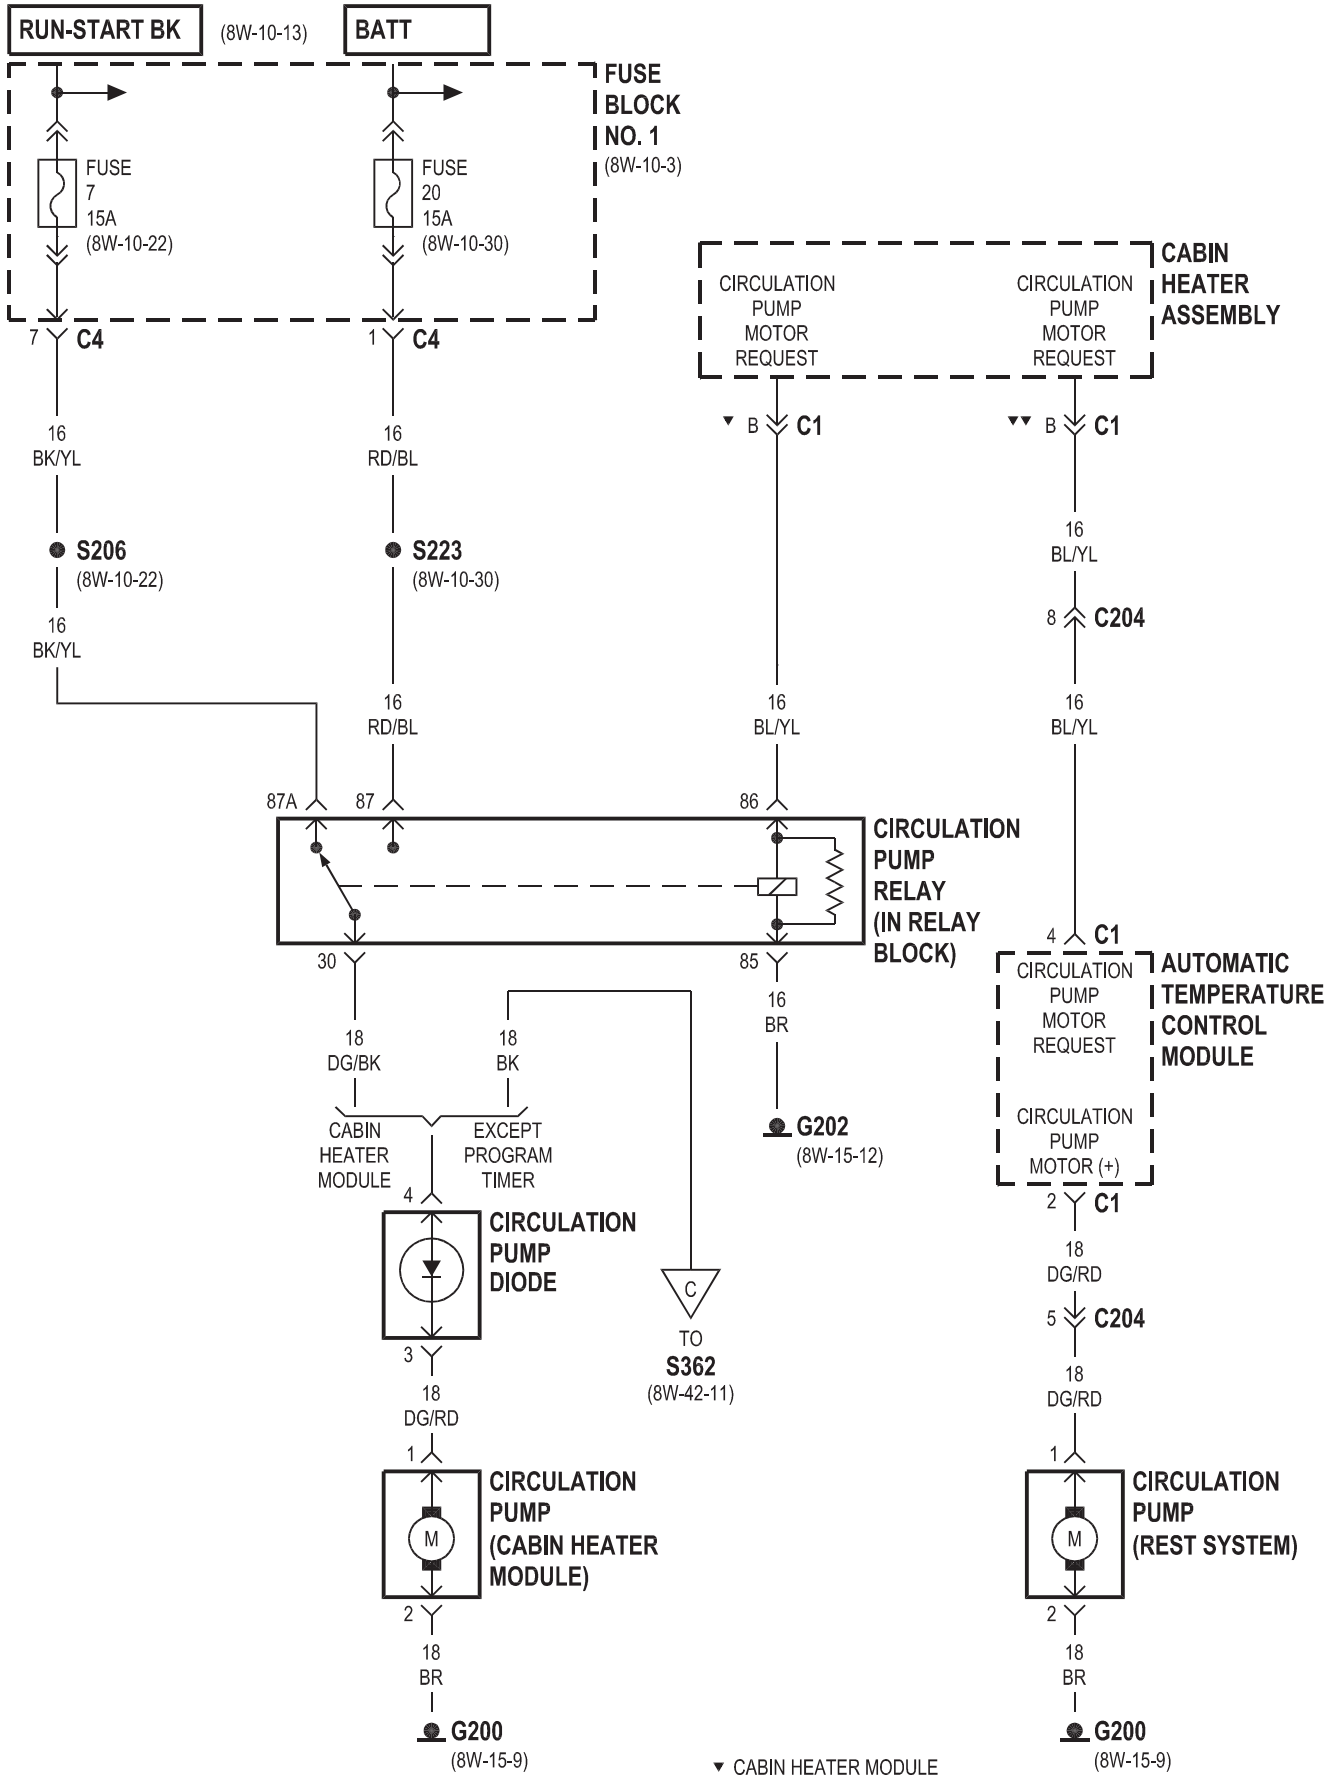 RUN-START BK (8W-10-13) BATT
FUSE
BLOCK
NO. 1
(8W-10-3)
FUSE
7
15A
(8W-10-22)
FUSE
20
15A
(8W-10-30)
7 C4
1 C4
CIRCULATION
PUMP
MOTOR
REQUEST
CIRCULATION
PUMP
MOTOR
REQUEST
CABIN
HEATER
ASSEMBLY
▼ B C1
▼▼ B C1
16
BK/YL
16
RD/BL
S206
(8W-10-22)
S223
(8W-10-30)
16
BL/YL
8 C204
16
BK/YL
16
RD/BL
16
BL/YL
16
BL/YL
87A 87 86
CIRCULATION
PUMP
RELAY
(IN RELAY
BLOCK)
30 85
4 C1
CIRCULATION
PUMP
MOTOR
REQUEST
AUTOMATIC
TEMPERATURE
CONTROL
MODULE
CIRCULATION
PUMP
MOTOR (+)
2 C1
18
DG/BK
18
BK
16
BR
G202
(8W-15-12)
CABIN
HEATER
MODULE
EXCEPT
PROGRAM
TIMER
4
CIRCULATION
PUMP
DIODE
3
C
TO
S362
(8W-42-11)
18
DG/RD
5 C204
18
DG/RD
18
DG/RD
1
M
CIRCULATION
PUMP
(CABIN HEATER
MODULE)
2
1
M
CIRCULATION
PUMP
(REST SYSTEM)
2
18
BR
18
BR
G200
(8W-15-9)
G200
(8W-15-9)
▼ CABIN HEATER MODULE